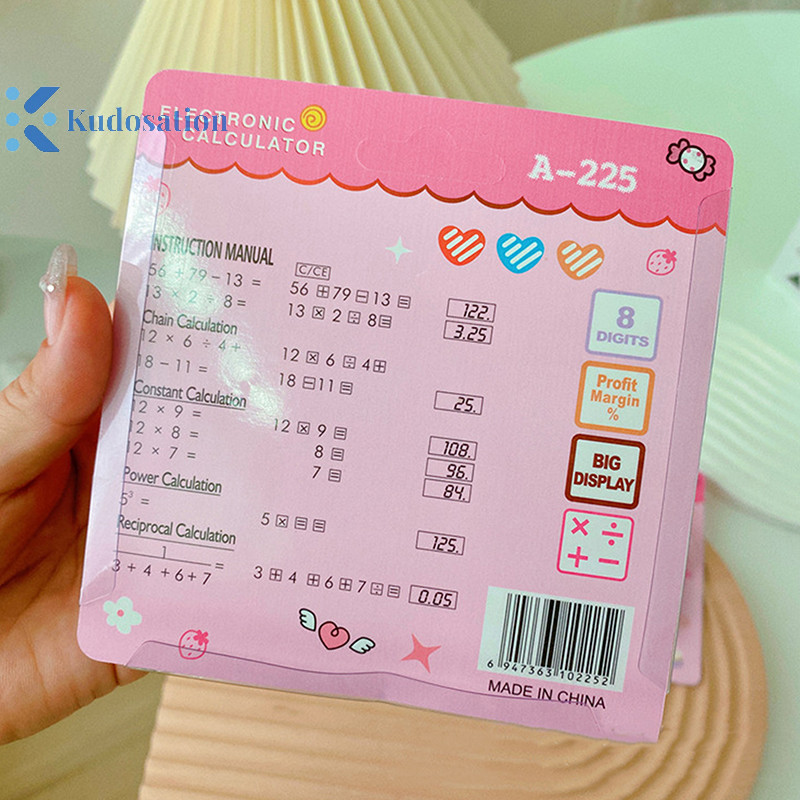 Kudosation
ELECTRONIC
CALCULATOR
A-225
INSTRUCTION MANUAL
C/CE
56 + 79 − 13 = 56 + 79 − 13 = 122.
13 × 2 ÷ 8 = 13 × 2 ÷ 8 = 3.25
Chain Calculation
12 × 6 ÷ 4 + 12 × 6 ÷ 4 +
18 − 11 = 18 − 11 = 25.
Constant Calculation
12 × 9 = 12 × 9 = 108.
12 × 8 = 8 = 96.
12 × 7 = 7 = 84.
Power Calculation
5³ = 5 × = = 125.
Reciprocal Calculation
1
3 + 4 + 6 + 7 = 3 + 4 + 6 + 7 ÷ = 0.05
8
DIGITS
Profit
Margin
%
BIG
DISPLAY
× ÷
+ −
6 947363 102252
MADE IN CHINA